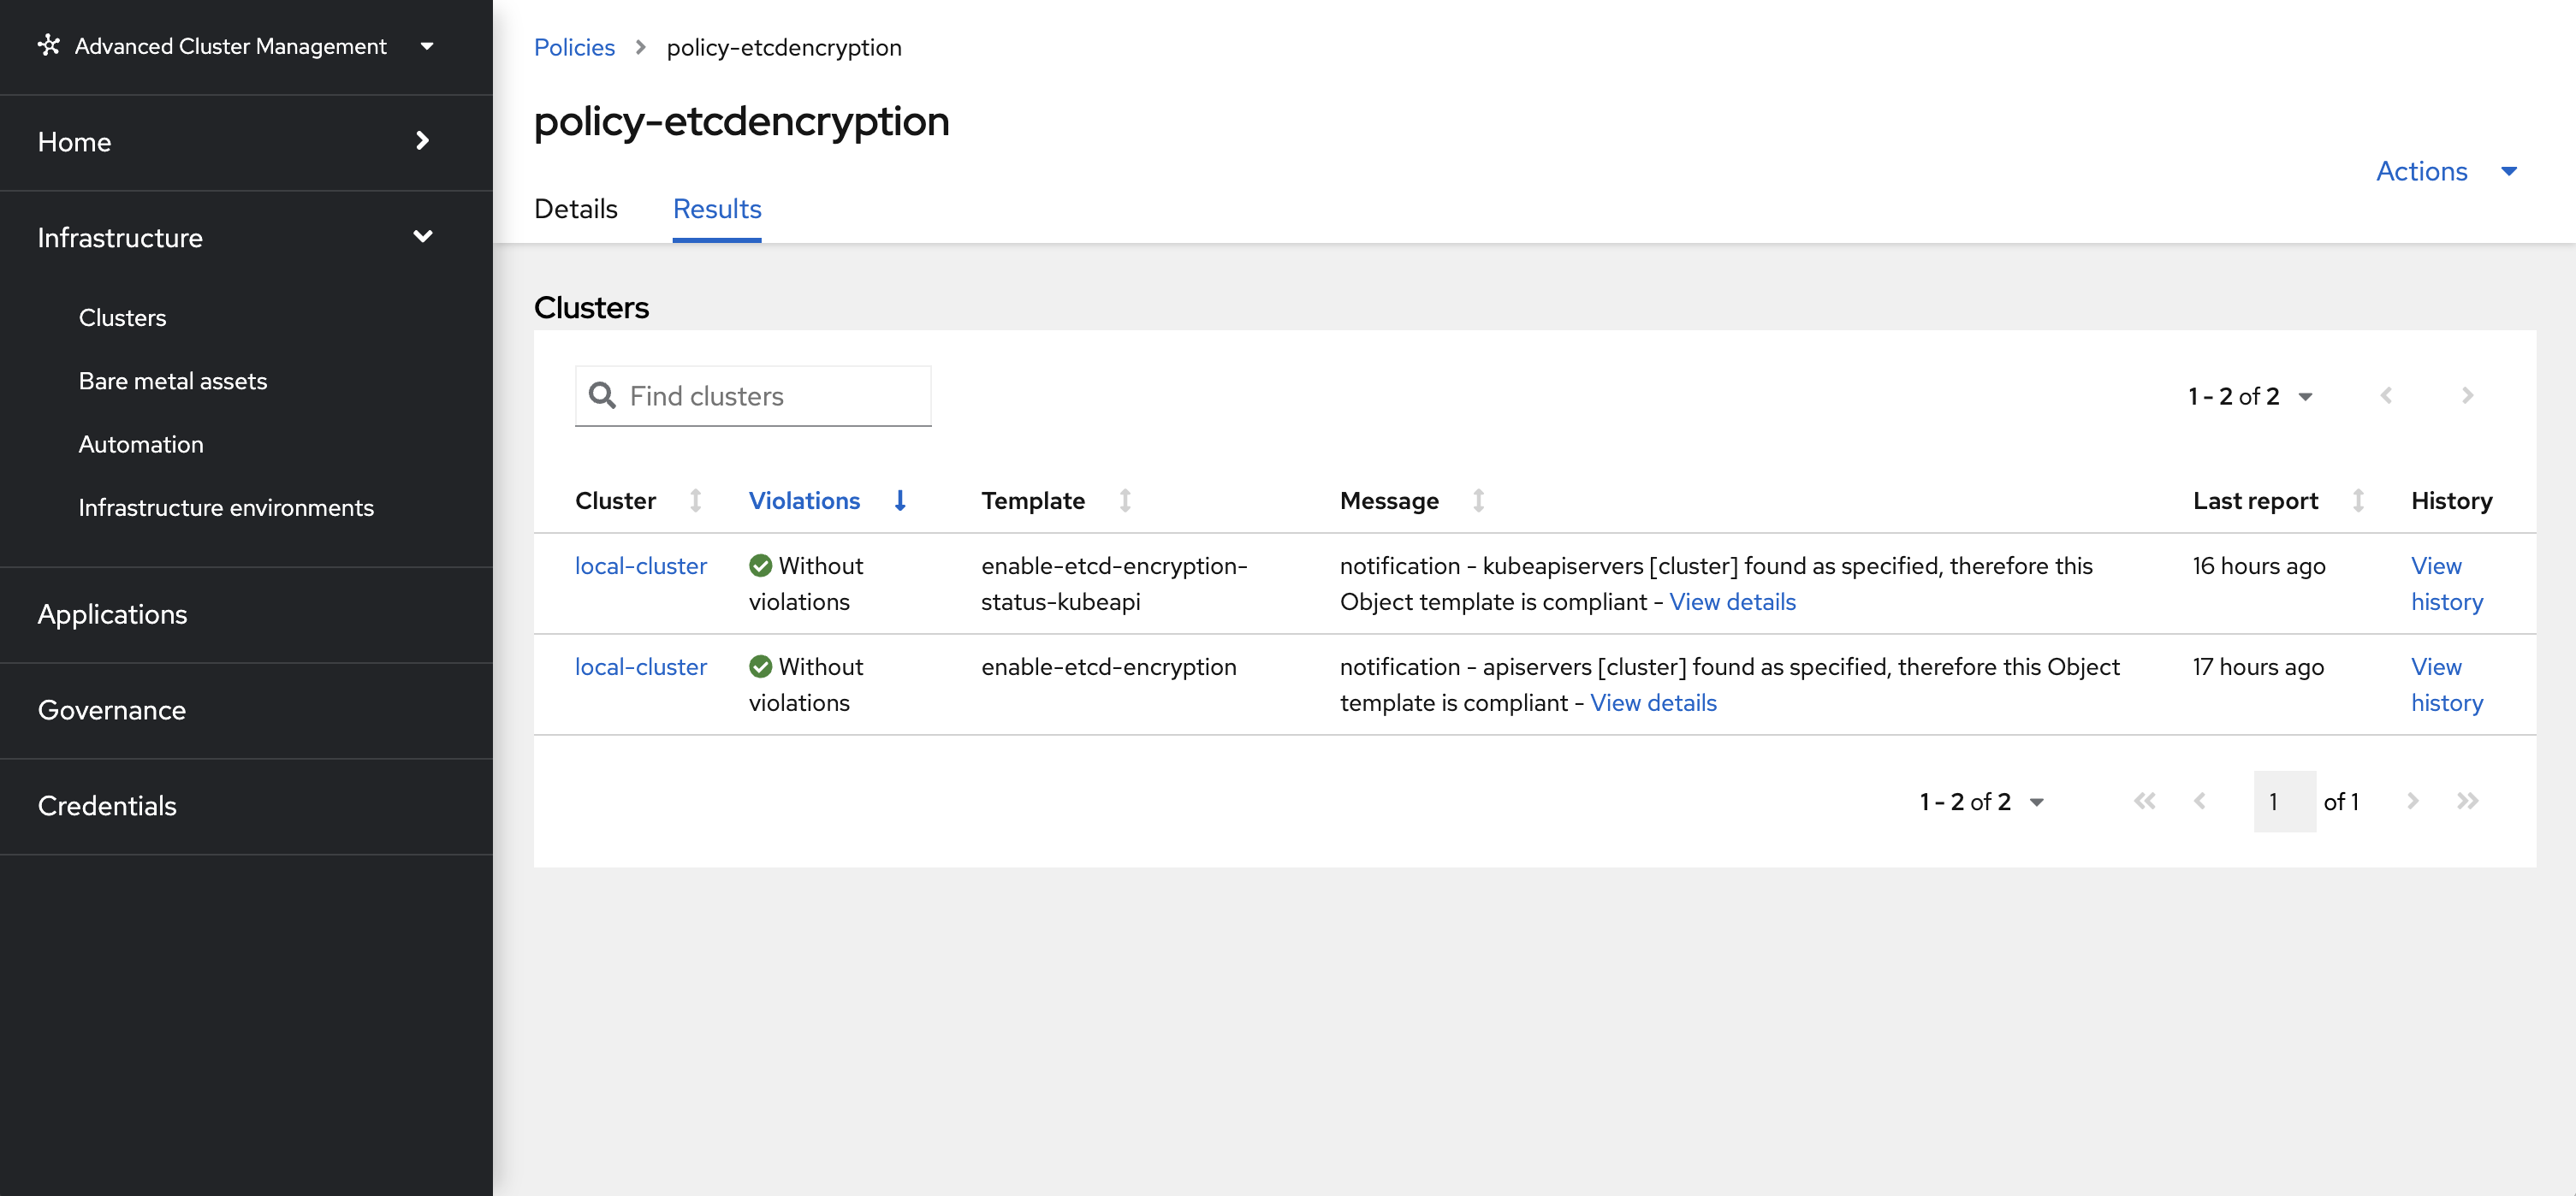 Advanced Cluster Management
Home
Infrastructure
Clusters
Bare metal assets
Automation
Infrastructure environments
Applications
Governance
Credentials
Policies policy-etcdencryption
policy-etcdencryption
Actions
Details Results
Clusters
Find clusters
1 - 2 of 2
Cluster Violations Template Message Last report History
local-cluster Without enable-etcd-encryption- notification - kubeapiservers [cluster] found as specified, therefore this 16 hours ago View
violations status-kubeapi Object template is compliant - View details history
local-cluster Without enable-etcd-encryption notification - apiservers [cluster] found as specified, therefore this Object 17 hours ago View
violations template is compliant - View details history
1 - 2 of 2 1 of 1